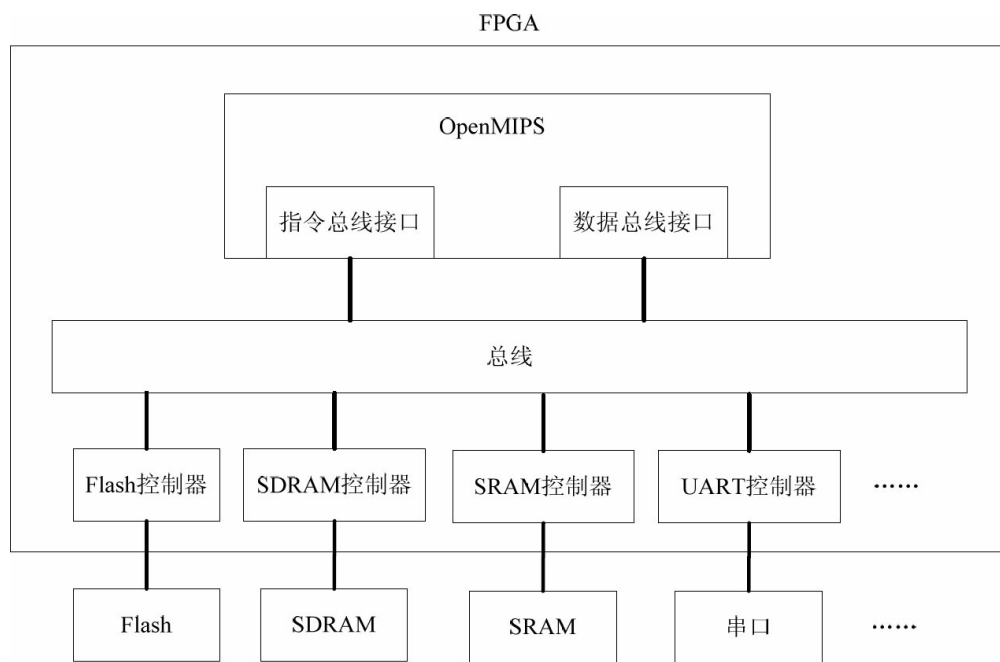 FPGA
OpenMIPS
指令总线接口
数据总线接口
总线
Flash控制器
SDRAM控制器
SRAM控制器
UART控制器
……
Flash
SDRAM
SRAM
串口
……